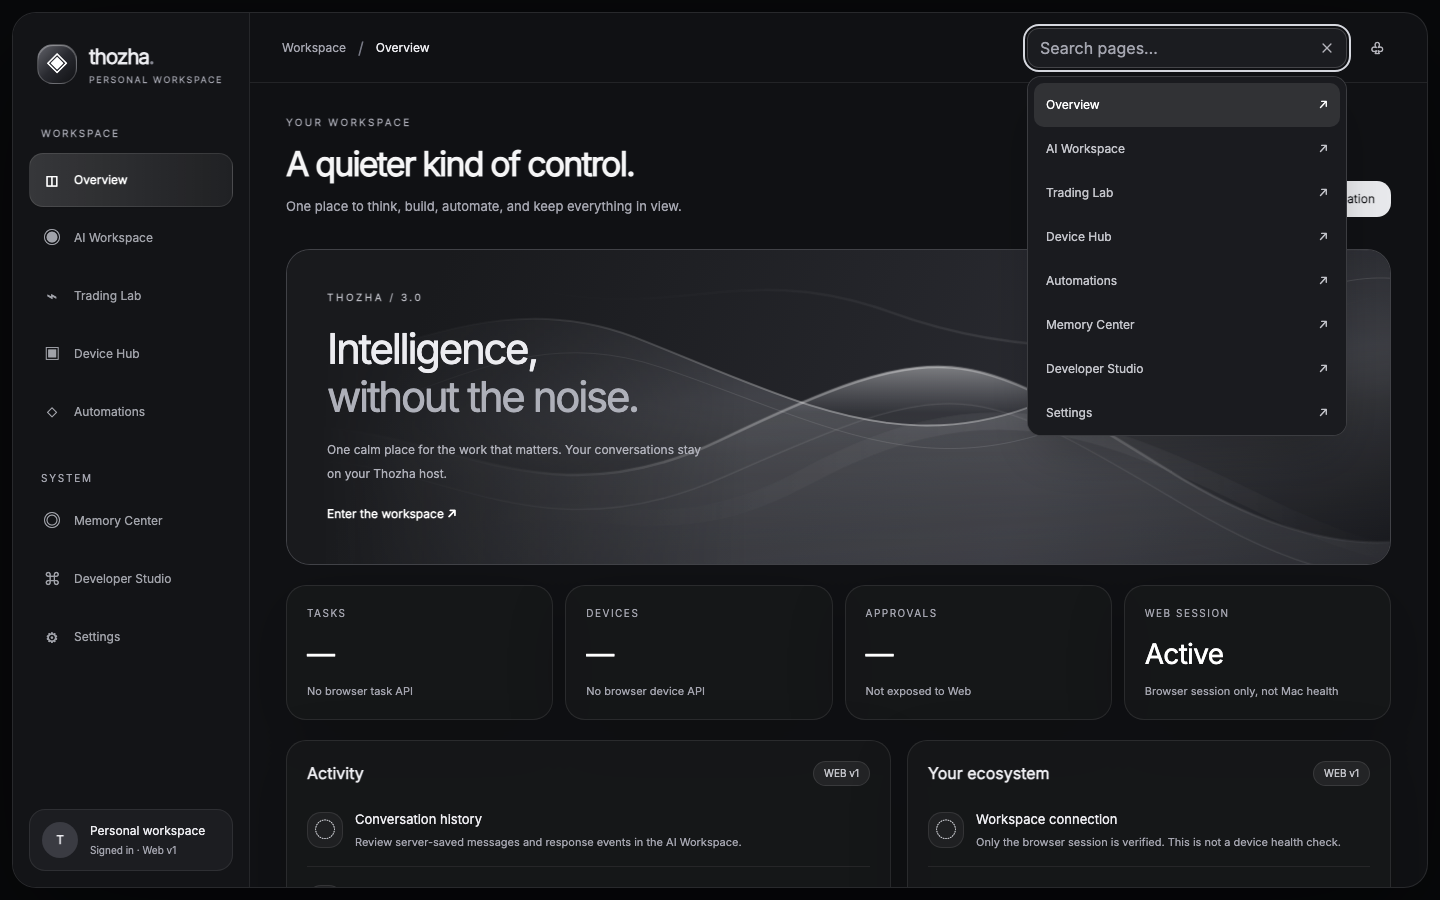 thozha.
PERSONAL WORKSPACE
WORKSPACE
Overview
AI Workspace
Trading Lab
Device Hub
Automations
SYSTEM
Memory Center
Developer Studio
Settings
T
Personal workspace
Signed in · Web v1
Workspace / Overview
Search pages...
Overview
AI Workspace
Trading Lab
Device Hub
Automations
Memory Center
Developer Studio
Settings
YOUR WORKSPACE
A quieter kind of control.
One place to think, build, automate, and keep everything in view.
THOZHA / 3.0
Intelligence,
without the noise.
One calm place for the work that matters. Your conversations stay
on your Thozha host.
Enter the workspace ↗
TASKS
—
No browser task API
DEVICES
—
No browser device API
APPROVALS
—
Not exposed to Web
WEB SESSION
Active
Browser session only, not Mac health
Activity
WEB v1
Conversation history
Review server-saved messages and response events in the AI Workspace.
Your ecosystem
WEB v1
Workspace connection
Only the browser session is verified. This is not a device health check.